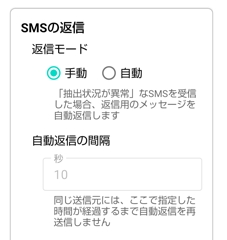 SMSの返信
返信モード
手動 自動
「抽出状況が異常」なSMSを受信
した場合、返信用のメッセージを
自動返信します
自動返信の間隔
秒
10
同じ送信元には、ここで指定した
時間が経過するまで自動返信を再
送信しません